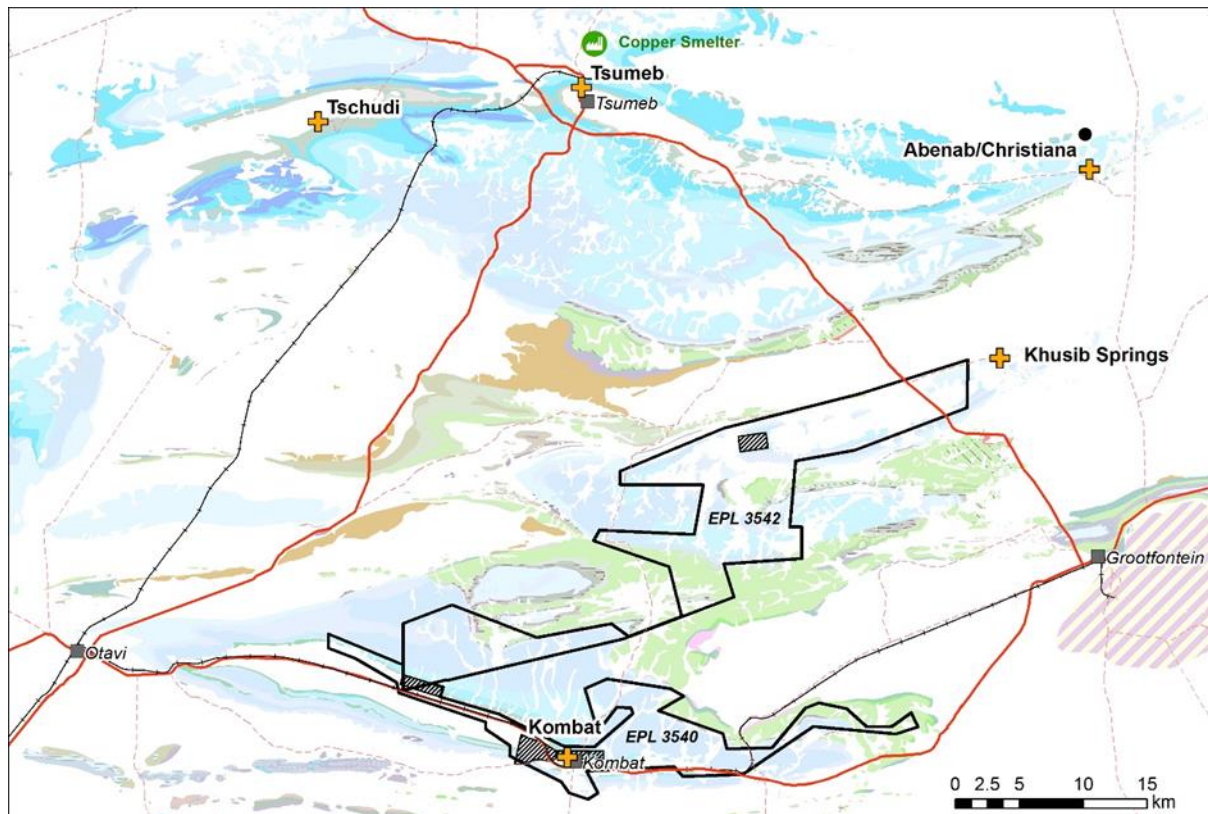 Copper Smelter
Tsumeb
Tsumeb
Tschudi
Abenab/Christiana
Khusib Springs
EPL 3542
Grootfontein
Otavi
Kombat
EPL 3540
Kombat
0 2.5 5 10 15
km